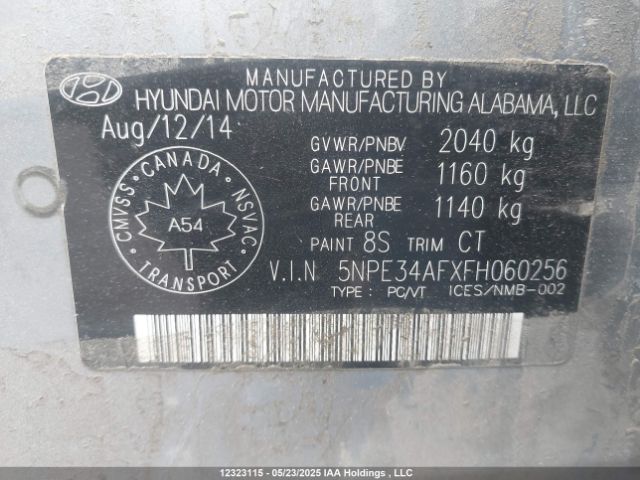 MANUFACTURED BY
HYUNDAI MOTOR MANUFACTURING ALABAMA, LLC
Aug/12/14
GVWR/PNBV 2040 kg
GAWR/PNBE FRONT 1160 kg
GAWR/PNBE REAR 1140 kg
PAINT 8S TRIM CT
V.I.N 5NPE34AFXFH060256
TYPE : PC/VT ICES/NMB-002
CANADA
CMVSS NSVAC
A54
TRANSPORT
12323115 - 05/23/2025 IAA Holdings , LLC